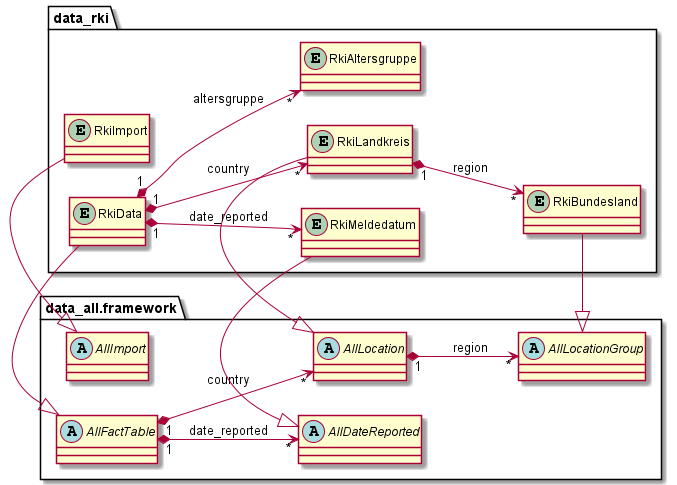 data_rki
E RkiAltersgruppe
altersgruppe
*
E RkiImport
E RkiLandkreis
country
*
1
region
*
1
1
E RkiData
1
E RkiBundesland
date_reported
*
E RkiMeldedatum
data_all.framework
A AllImport
A AllLocation
1
region
*
A AllLocationGroup
country
*
1
A AllFactTable
date_reported
1
*
A AllDateReported